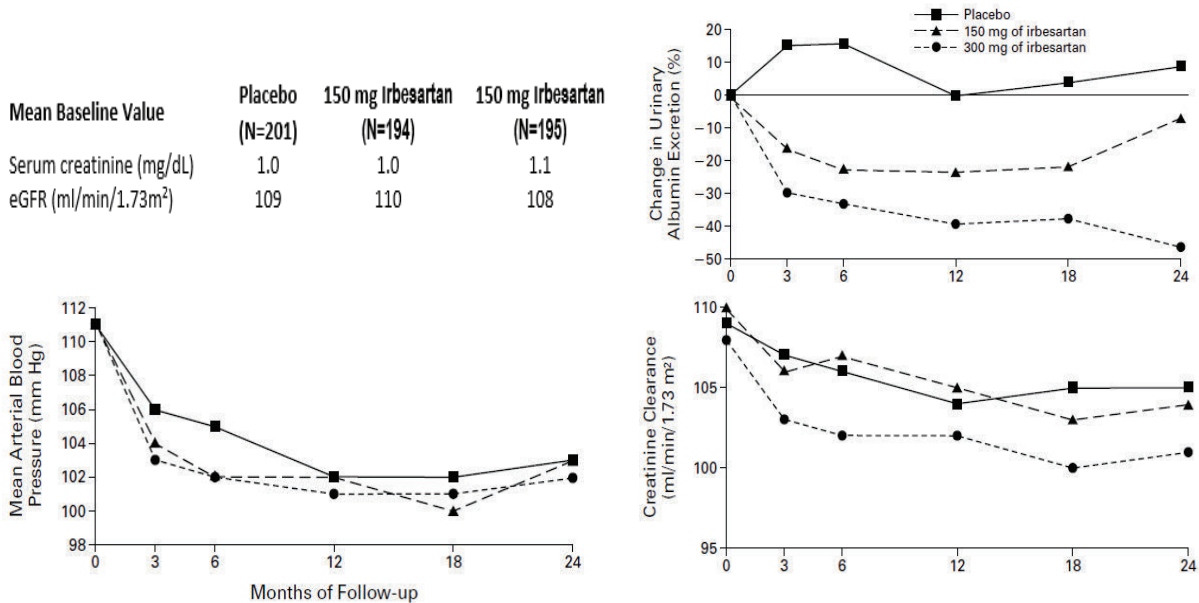 Mean Baseline Value
Placebo (N=201)
150 mg Irbesartan (N=194)
150 mg Irbesartan (N=195)
Serum creatinine (mg/dL) 1.0 1.0 1.1
eGFR (ml/min/1.73m²) 109 110 108
Placebo
150 mg of irbesartan
300 mg of irbesartan
Change in Urinary
Albumin Excretion (%)
20
10
0
−10
−20
−30
−40
−50
0 3 6 12 18 24
Mean Arterial Blood
Pressure (mm Hg)
112
110
108
106
104
102
100
98
0 3 6 12 18 24
Months of Follow-up
Creatinine Clearance
(ml/min/1.73 m²)
110
105
100
95
0 3 6 12 18 24